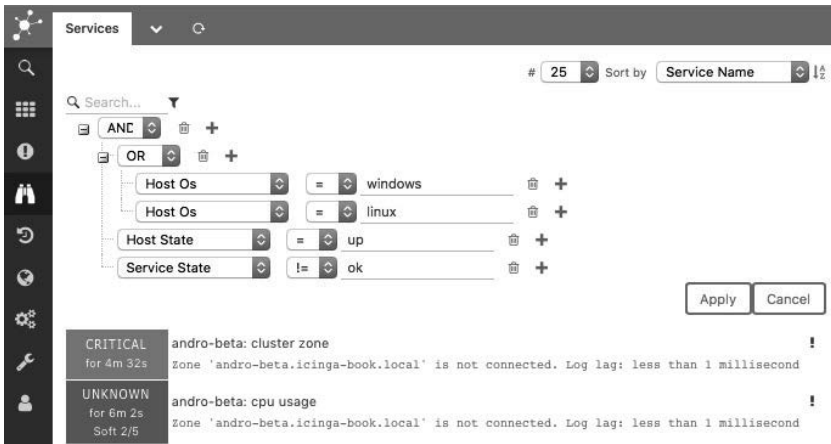 Services
# 25 Sort by Service Name
Search...
AND
OR
Host Os = windows
Host Os = linux
Host State = up
Service State != ok
Apply Cancel
CRITICAL andro-beta: cluster zone !
for 4m 32s Zone 'andro-beta.icinga-book.local' is not connected. Log lag: less than 1 millisecond
UNKNOWN
andro-beta: cpu usage !
for 6m 2s
Zone 'andro-beta.icinga-book.local' is not connected. Log lag: less than 1 millisecond
Soft 2/5